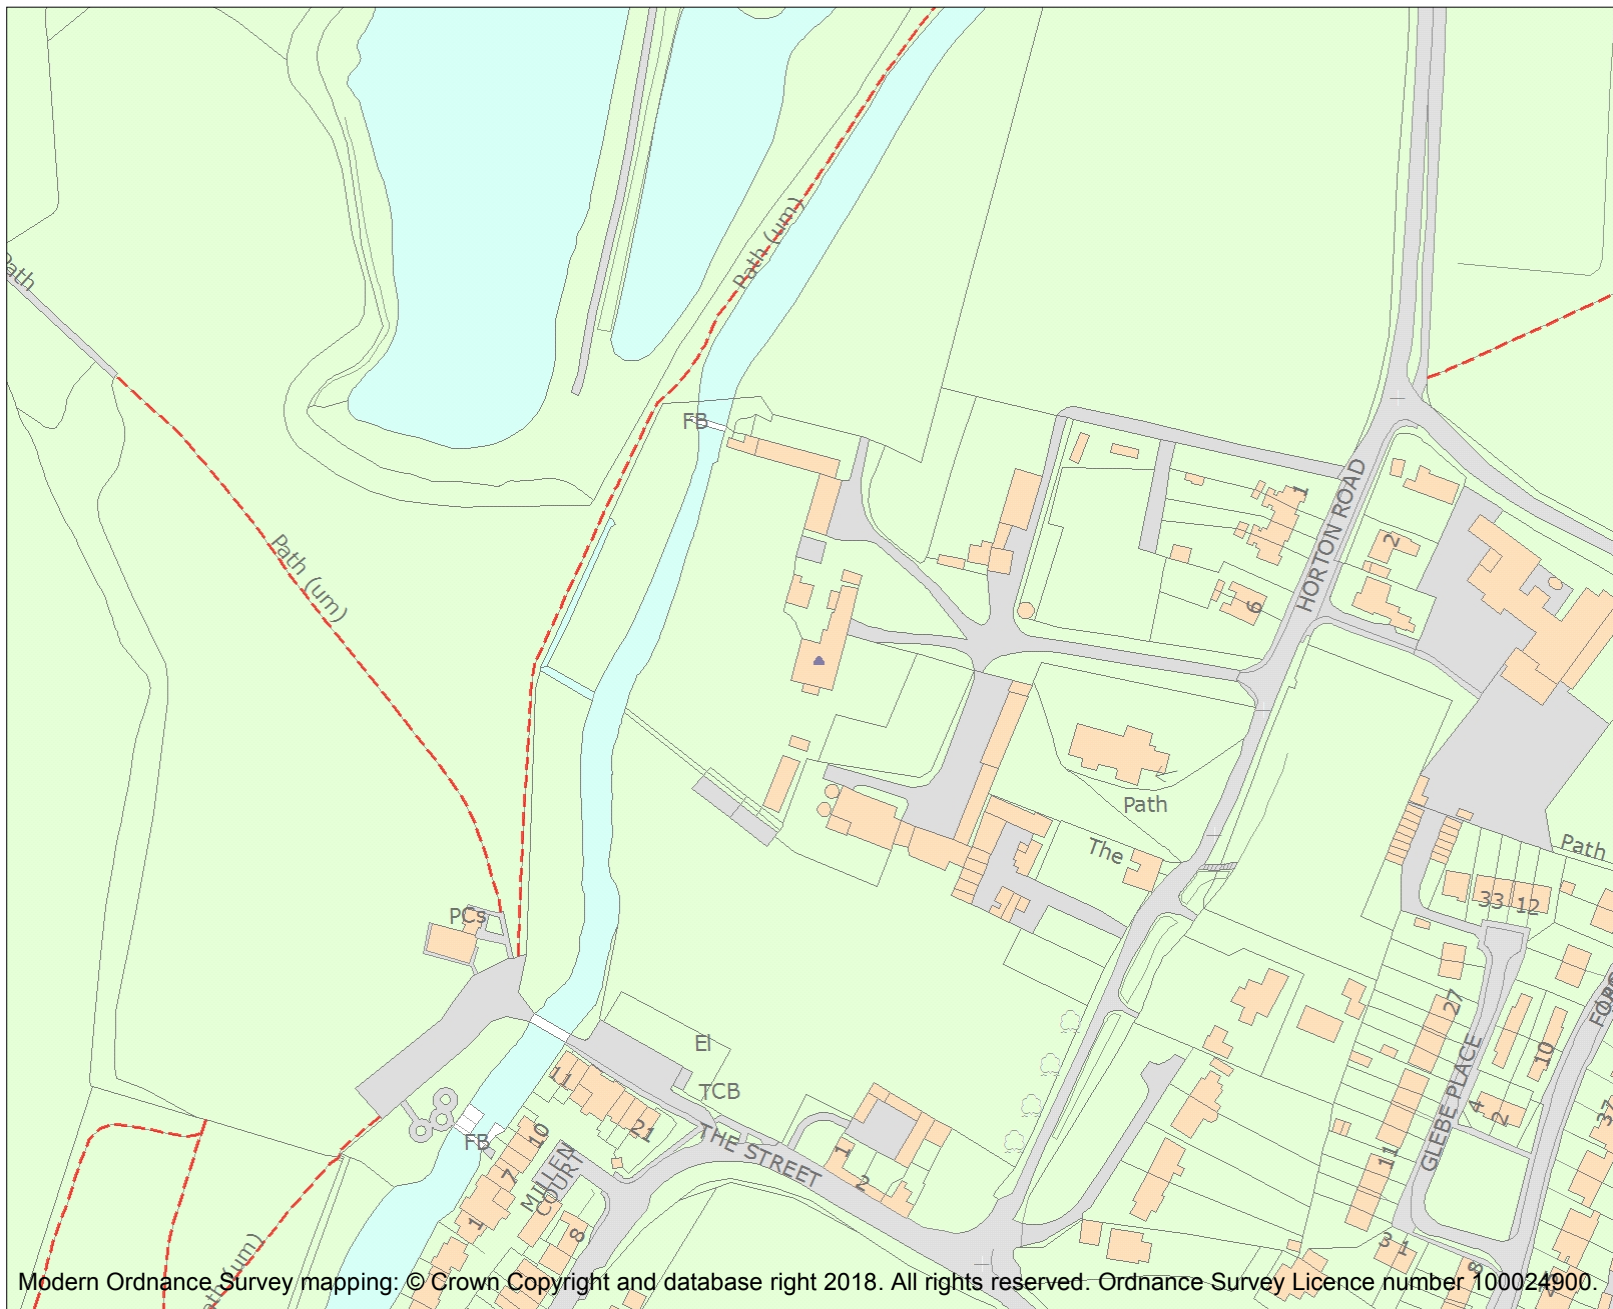 Path
Path (um)
FB
HORTON ROAD
1
2
6
Path (um)
Path
The
Path
33 12
PCs
27
El
TCB
11
21
10
10
FB
THE STREET
1
2
7
MILLEN
COURT
1
8
GLEBE PLACE
4
2
37
11
3 1
8
Modern Ordnance Survey mapping: © Crown Copyright and database right 2018. All rights reserved. Ordnance Survey Licence number 100024900.